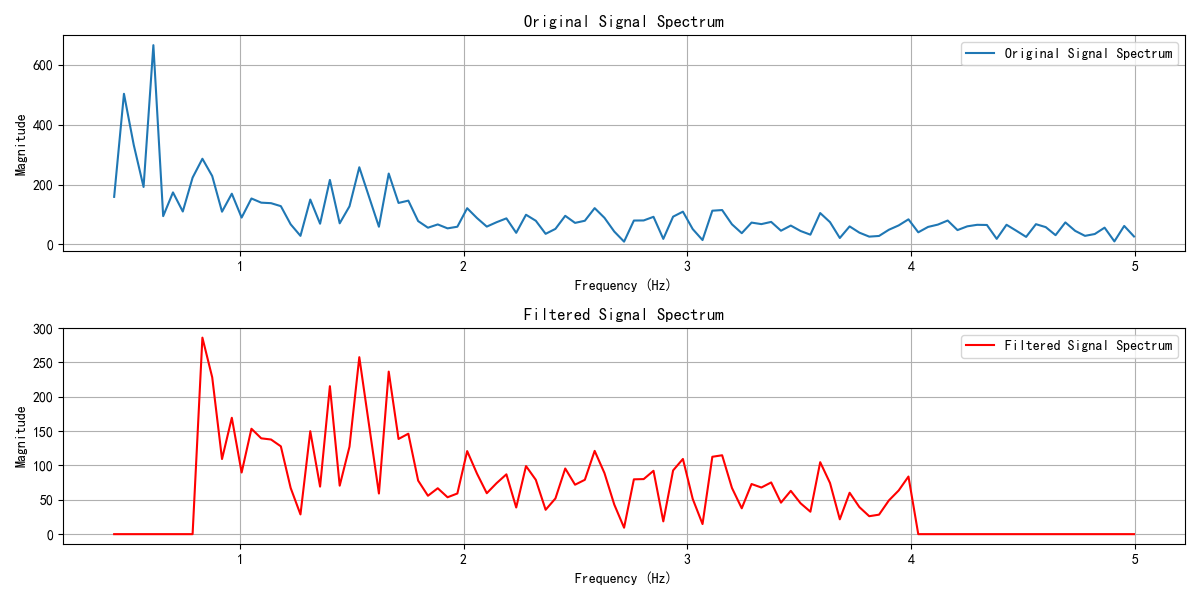 Original Signal Spectrum
Original Signal Spectrum
Magnitude
600
400
200
0
1 2 3 4 5
Frequency (Hz)
Filtered Signal Spectrum
Filtered Signal Spectrum
Magnitude
300
250
200
150
100
50
0
1 2 3 4 5
Frequency (Hz)